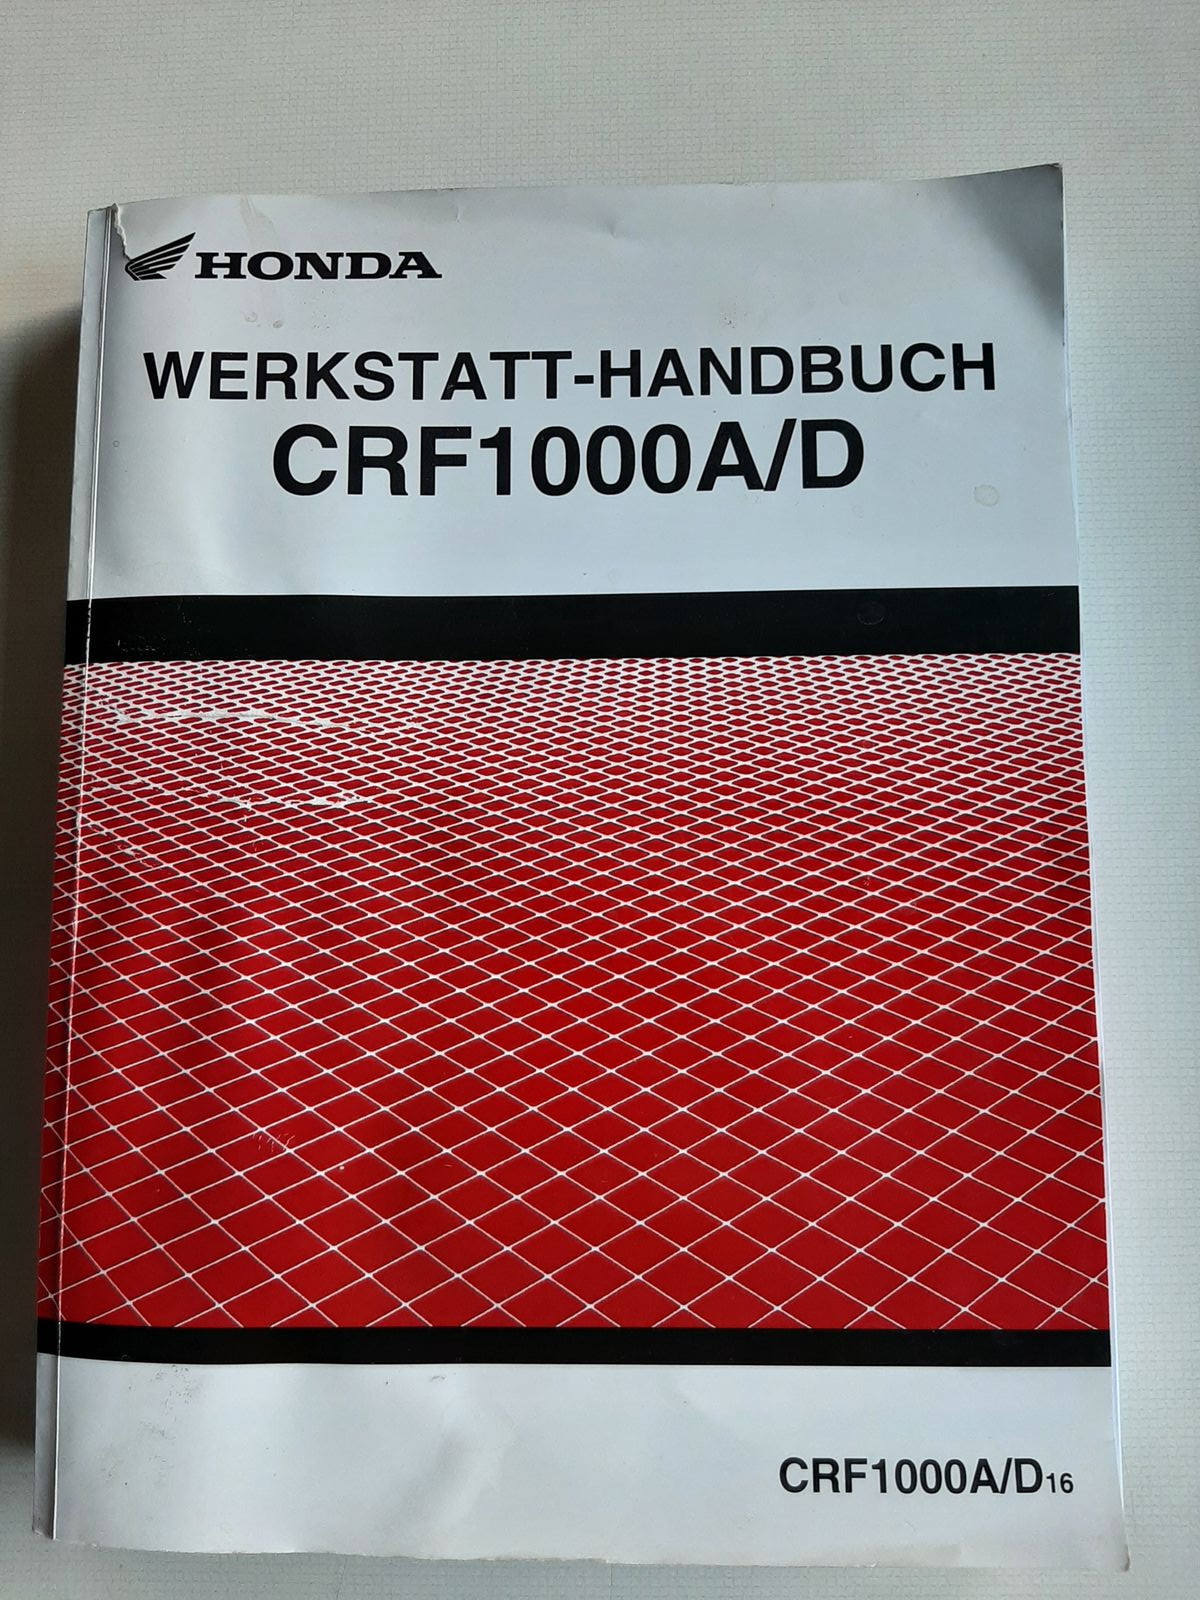 HONDA
WERKSTATT-HANDBUCH
CRF1000A/D
CRF1000A/D16